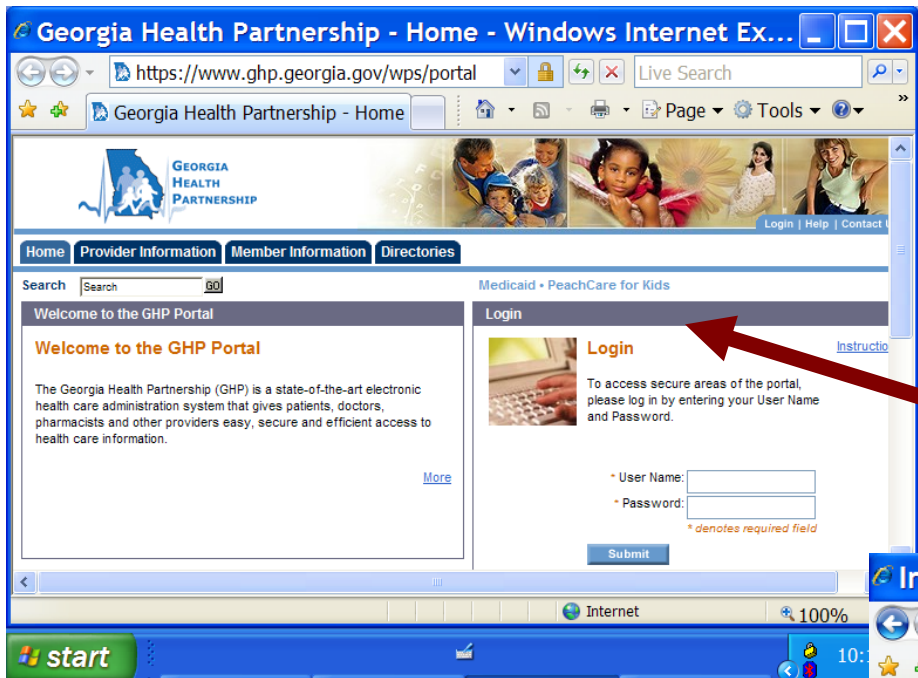 Georgia Health Partnership - Home - Windows Internet Ex...
https://www.ghp.georgia.gov/wps/portal
Live Search
Georgia Health Partnership - Home
Page
Tools
»
GEORGIA
HEALTH
PARTNERSHIP
Login | Help | Contact
Home
Provider Information
Member Information
Directories
Search
Search
GO
Medicaid • PeachCare for Kids
Welcome to the GHP Portal
Login
Welcome to the GHP Portal
The Georgia Health Partnership (GHP) is a state-of-the-art electronic
health care administration system that gives patients, doctors,
pharmacists and other providers easy, secure and efficient access to
health care information.
More
Login
Instructio
To access secure areas of the portal,
please log in by entering your User Name
and Password.
* User Name:
* Password:
* denotes required field
Submit
Internet
100%
start
10: